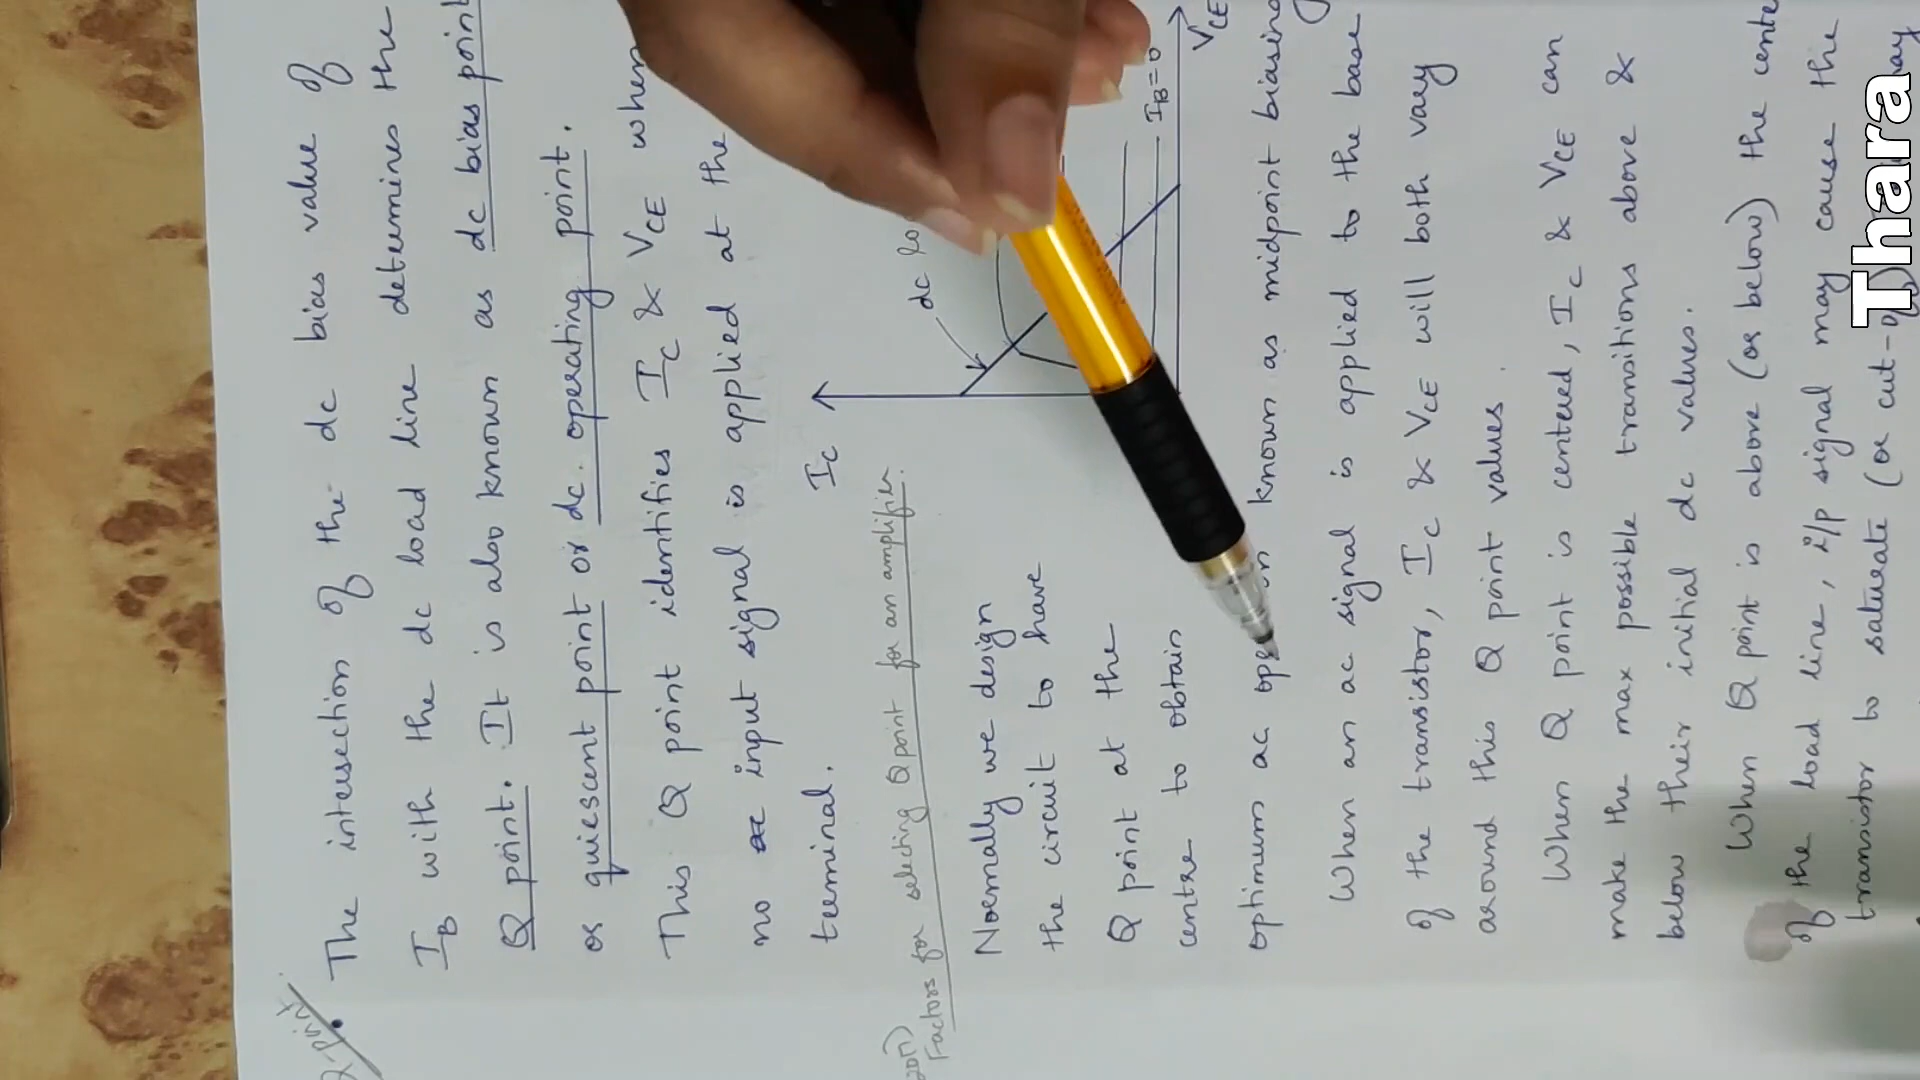 Q-point
The intersection of the dc bias value of
IB with the dc load line determines the
Q point. It is also known as dc bias point
or quiescent point or dc. operating point.
This Q point identifies IC & VCE when
no input signal is applied at the
terminal.
Factors for selecting Q point for an amplifier.
IC
dc
IB=0
VCE
Normally we design
the circuit to have
Q point at the
centre to obtain
optimum ac known as midpoint biasing
When an ac signal is applied to the base
of the transistor, IC & VCE will both vary
around this Q point values.
When Q point is centered, IC & VCE can
make the max possible transitions above &
below their initial dc values.
When Q point is above (or below) the cente
of the load line, i/p signal may cause the
transistor to saturate (or cut-off)
Thara